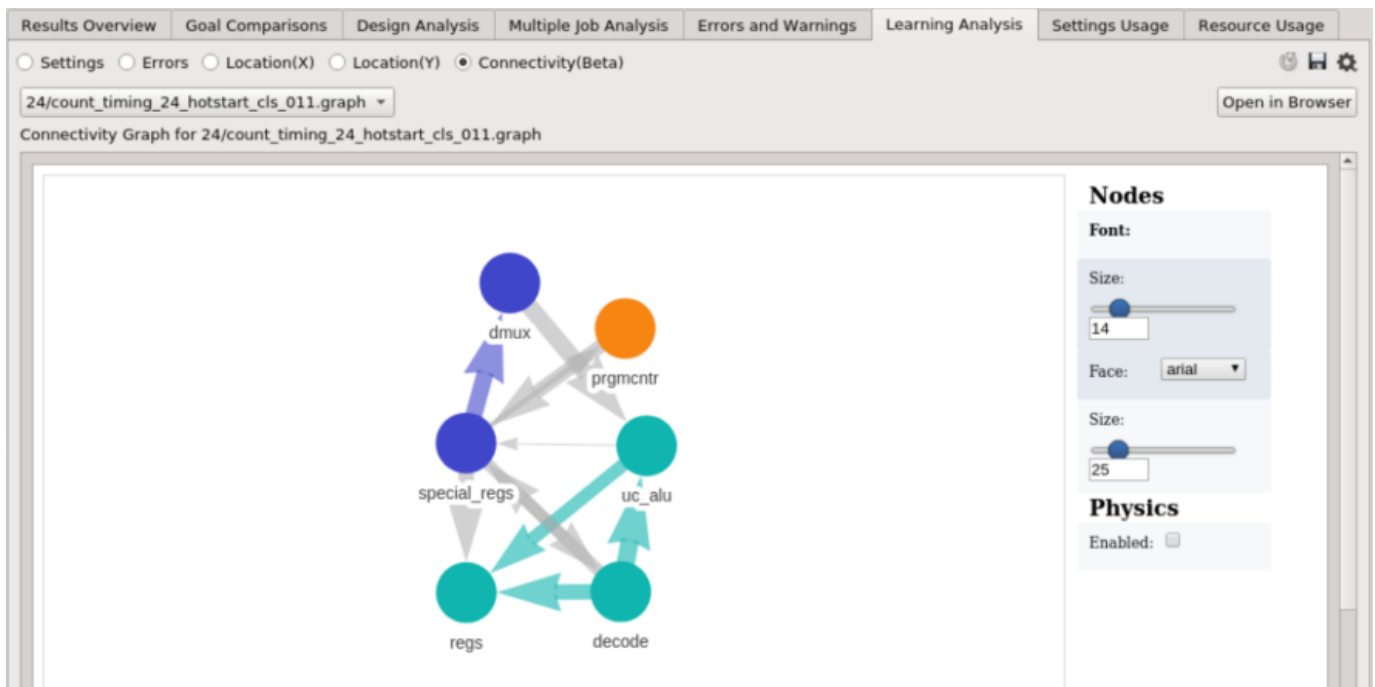 Results Overview Goal Comparisons Design Analysis Multiple Job Analysis Errors and Warnings Learning Analysis Settings Usage Resource Usage
Settings Errors Location(X) Location(Y) Connectivity(Beta)
24/count_timing_24_hotstart_cls_011.graph Open in Browser
Connectivity Graph for 24/count_timing_24_hotstart_cls_011.graph
Nodes
Font:
Size:
14
Face: arial
Size:
25
Physics
Enabled:
dmux
prgmcntr
special_regs
uc_alu
regs
decode